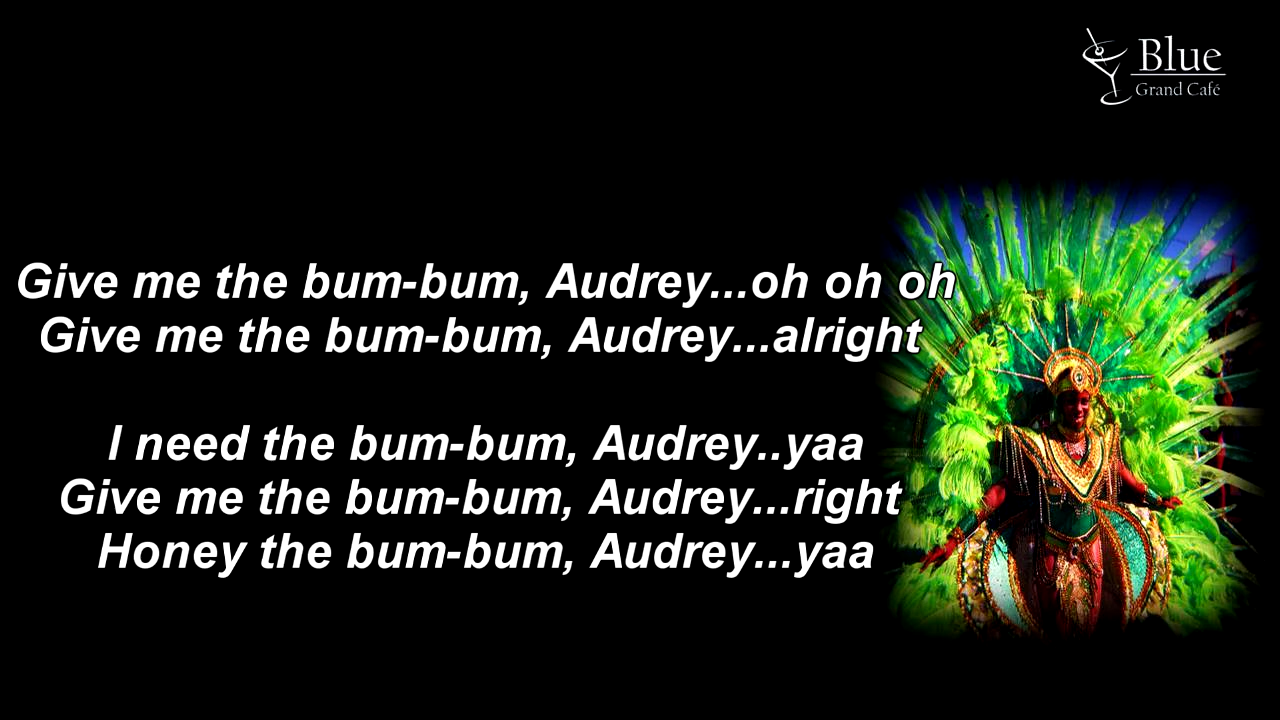 Blue
Grand Café
Give me the bum-bum, Audrey...oh oh oh
Give me the bum-bum, Audrey...alright
I need the bum-bum, Audrey..yaa
Give me the bum-bum, Audrey...right
Honey the bum-bum, Audrey...yaa